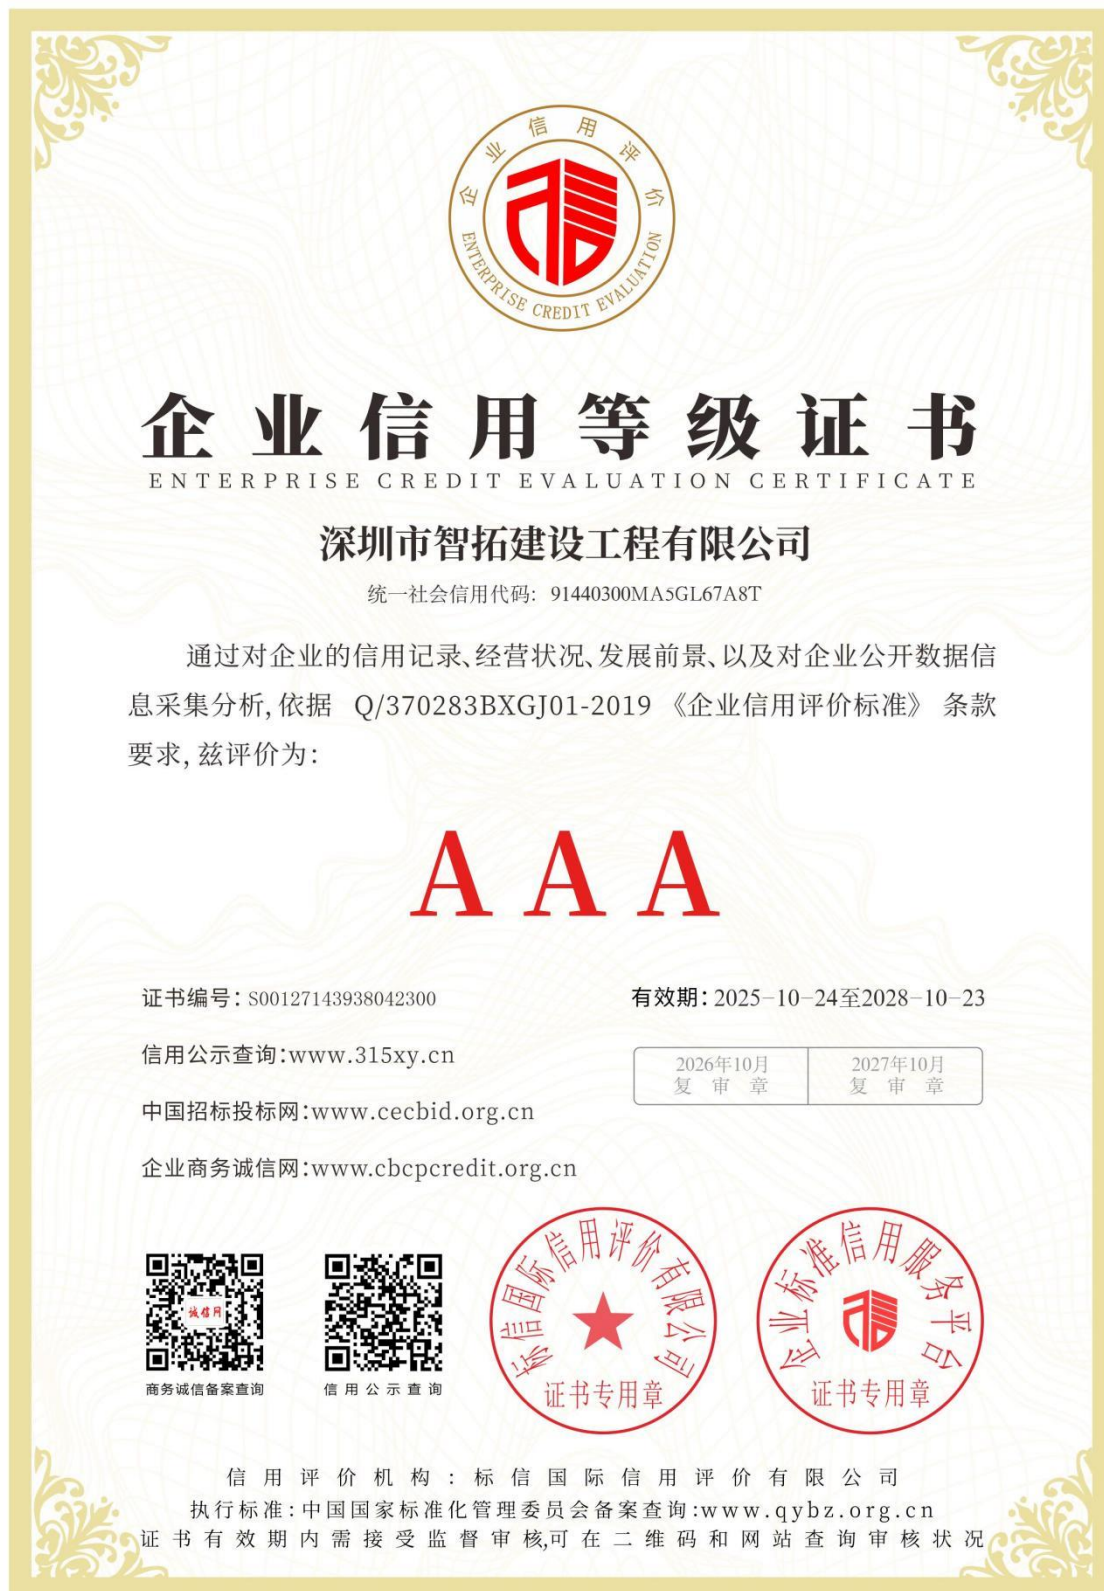 企业信用评价
ENTERPRISE CREDIT EVALUATION
企业信用等级证书
ENTERPRISE CREDIT EVALUATION CERTIFICATE
深圳市智拓建设工程有限公司
统一社会信用代码: 91440300MA5GL67A8T
通过对企业的信用记录、经营状况、发展前景、以及对企业公开数据信
息采集分析, 依据 Q/370283BXGJ01-2019 《企业信用评价标准》 条款
要求, 兹评价为:
AAA
证书编号: S00127143938042300
有效期: 2025-10-24至2028-10-23
信用公示查询:www.315xy.cn
2026年10月
复审章
2027年10月
复审章
中国招标投标网:www.cecbid.org.cn
企业商务诚信网:www.cbcpcredit.org.cn
诚信网
商务诚信备案查询
信用公示查询
标信国际信用评价有限公司
证书专用章
企业标准信用服务平台
证书专用章
信用评价机构:标信国际信用评价有限公司
执行标准:中国国家标准化管理委员会备案查询:www.qybz.org.cn
证书有效期内需接受监督审核,可在二维码和网站查询审核状况